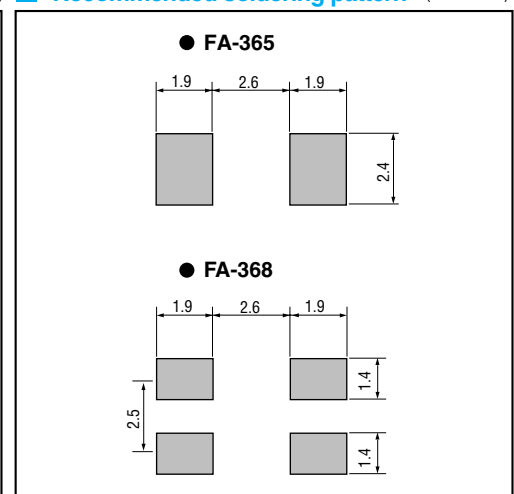 Recommended soldering pattern
● FA-365
1.9 2.6 1.9
2.4
● FA-368
1.9 2.6 1.9
1.4
2.5
1.4